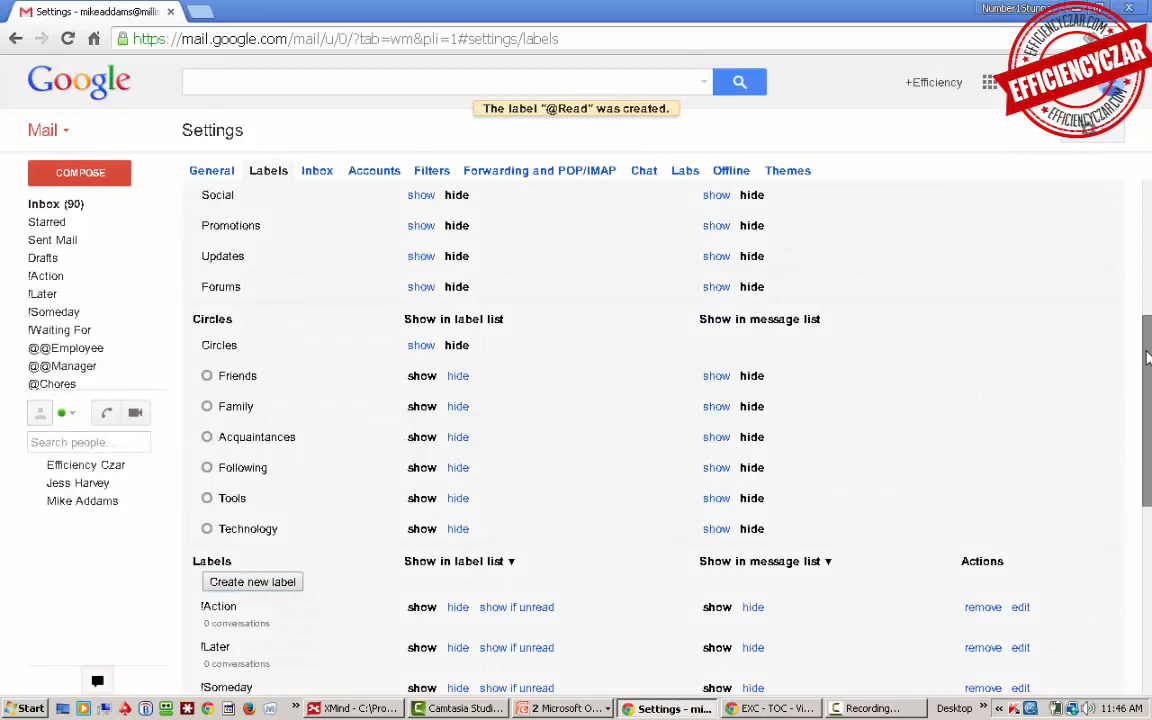 Settings - mikeaddams@millin
Number1Stunna
https://mail.google.com/mail/u/0/?tab=wm&pli=1#settings/labels
EFFICIENCYCZAR.COM
EFFICIENCYCZAR
EFFICIENCYCZAR.COM
Google
+Efficiency
The label "@Read" was created.
Mail
Settings
COMPOSE
General Labels Inbox Accounts Filters Forwarding and POP/IMAP Chat Labs Offline Themes
Inbox (90)
Starred
Sent Mail
Drafts
!Action
!Later
!Someday
!Waiting For
@@Employee
@@Manager
@Chores
Search people...
Efficiency Czar
Jess Harvey
Mike Addams
Social show hide show hide
Promotions show hide show hide
Updates show hide show hide
Forums show hide show hide
Circles Show in label list Show in message list
Circles show hide
Friends show hide show hide
Family show hide show hide
Acquaintances show hide show hide
Following show hide show hide
Tools show hide show hide
Technology show hide show hide
Labels Show in label list ▼ Show in message list ▼ Actions
Create new label
!Action show hide show if unread show hide remove edit
0 conversations
!Later show hide show if unread show hide remove edit
0 conversations
!Someday show hide show if unread show hide remove edit
Start XMind - C:\Pro... Camtasia Studi... 2 Microsoft O... Settings - mi... EXC - TOC - Vi... Recording... Desktop » « 11:46 AM